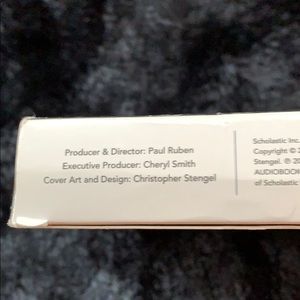 Producer & Director: Paul Ruben
Executive Producer: Cheryl Smith
Cover Art and Design: Christopher Stengel
Scholastic Inc.
Copyright ©
Stengel. ℗ 20
AUDIOBOOK
of Scholastic